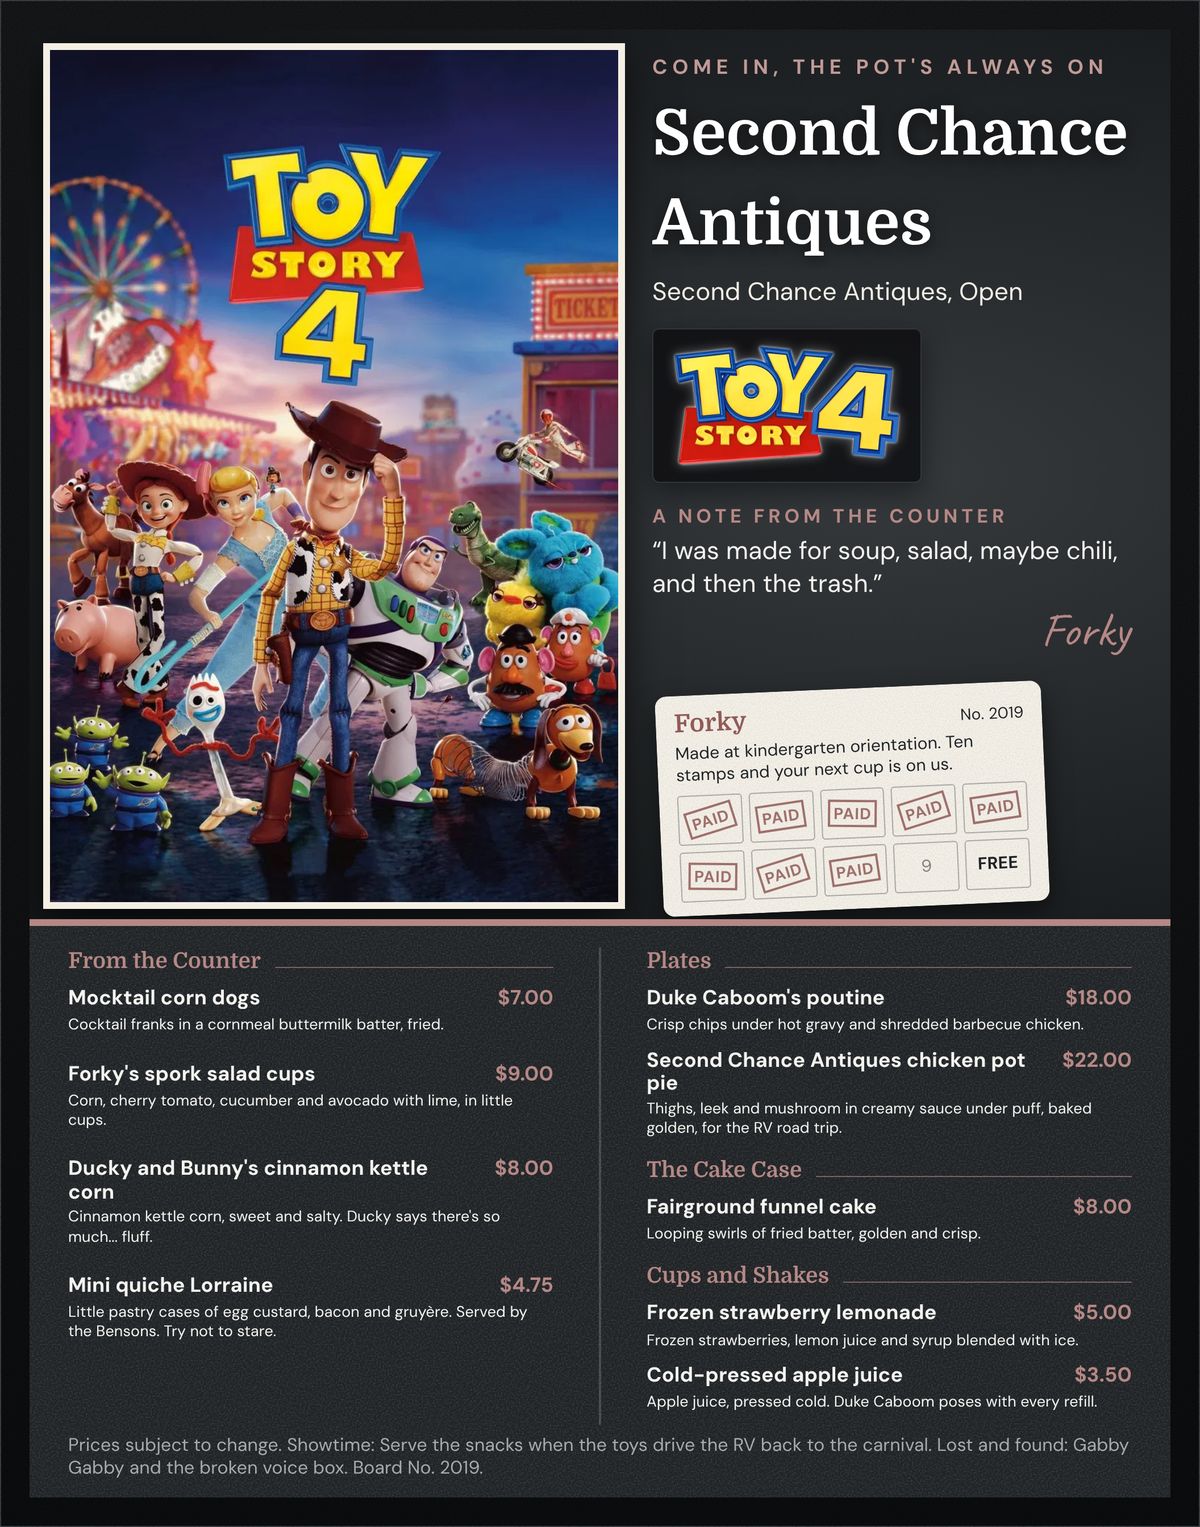 TOY
STORY
4
TICKET
COME IN, THE POT'S ALWAYS ON
Second Chance
Antiques
Second Chance Antiques, Open
TOY
STORY
4
A NOTE FROM THE COUNTER
“I was made for soup, salad, maybe chili,
and then the trash.”
Forky
Forky
No. 2019
Made at kindergarten orientation. Ten
stamps and your next cup is on us.
PAID PAID PAID PAID PAID
PAID PAID PAID 9 FREE
From the Counter
Mocktail corn dogs $7.00
Cocktail franks in a cornmeal buttermilk batter, fried.
Forky's spork salad cups $9.00
Corn, cherry tomato, cucumber and avocado with lime, in little
cups.
Ducky and Bunny's cinnamon kettle $8.00
corn
Cinnamon kettle corn, sweet and salty. Ducky says there's so
much... fluff.
Mini quiche Lorraine $4.75
Little pastry cases of egg custard, bacon and gruyère. Served by
the Bensons. Try not to stare.
Plates
Duke Caboom's poutine $18.00
Crisp chips under hot gravy and shredded barbecue chicken.
Second Chance Antiques chicken pot $22.00
pie
Thighs, leek and mushroom in creamy sauce under puff, baked
golden, for the RV road trip.
The Cake Case
Fairground funnel cake $8.00
Looping swirls of fried batter, golden and crisp.
Cups and Shakes
Frozen strawberry lemonade $5.00
Frozen strawberries, lemon juice and syrup blended with ice.
Cold-pressed apple juice $3.50
Apple juice, pressed cold. Duke Caboom poses with every refill.
Prices subject to change. Showtime: Serve the snacks when the toys drive the RV back to the carnival. Lost and found: Gabby
Gabby and the broken voice box. Board No. 2019.